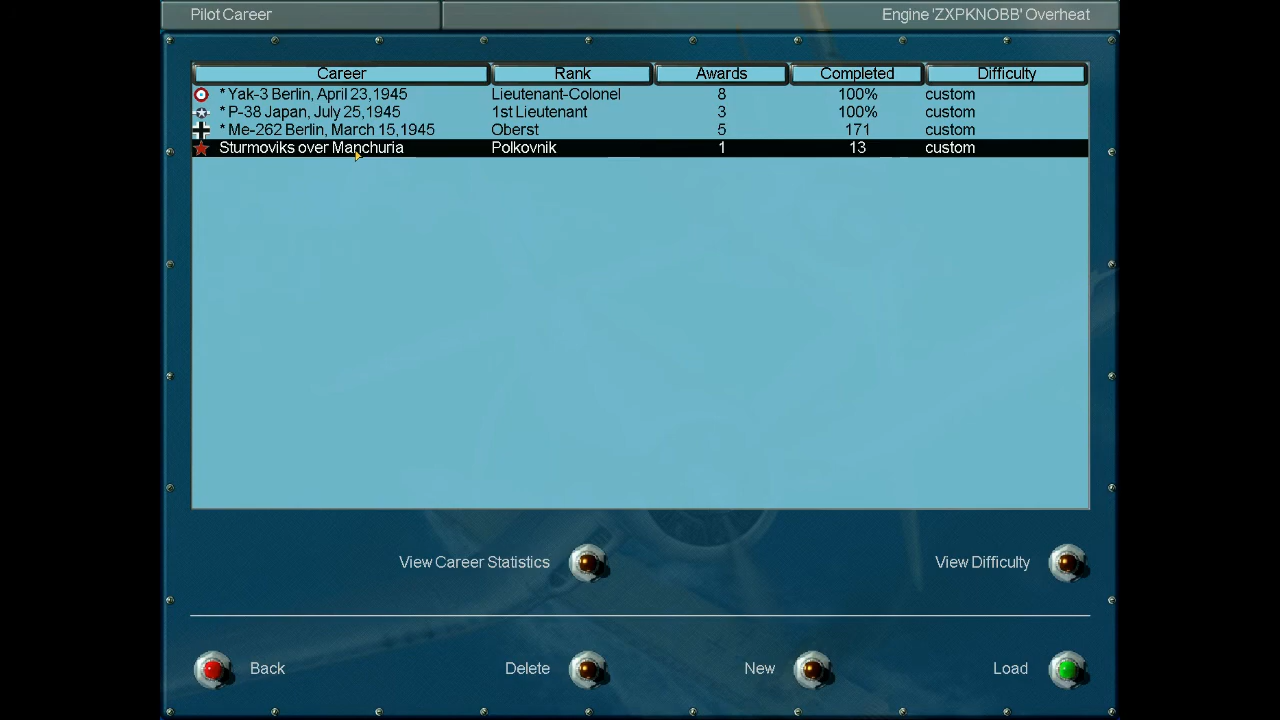 Pilot Career Engine 'ZXPKNOBB' Overheat
Career Rank Awards Completed Difficulty
* Yak-3 Berlin, April 23,1945 Lieutenant-Colonel 8 100% custom
* P-38 Japan, July 25,1945 1st Lieutenant 3 100% custom
* Me-262 Berlin, March 15,1945 Oberst 5 171 custom
Sturmoviks over Manchuria Polkovnik 1 13 custom
View Career Statistics View Difficulty
Back Delete New Load